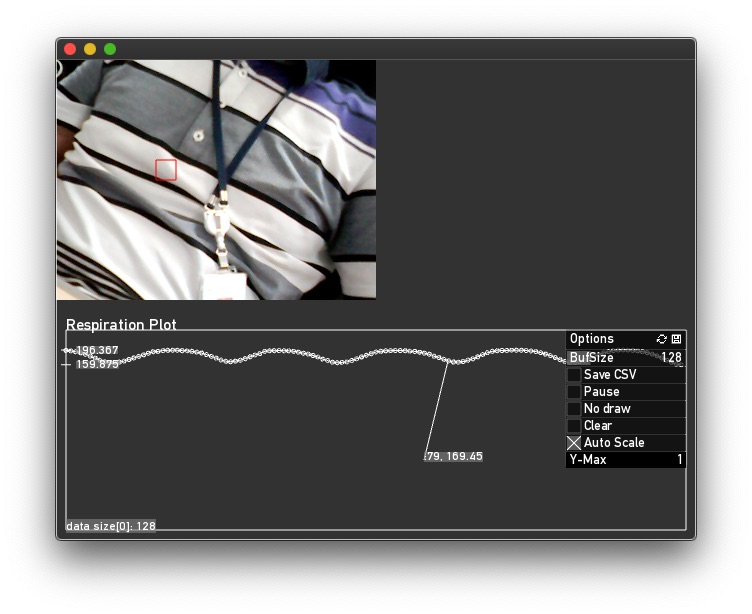 Respiration Plot
196.367
159.875
Options
BufSize 128
Save CSV
Pause
No draw
Clear
Auto Scale
Y-Max 1
:79, 169.45
data size[0]: 128